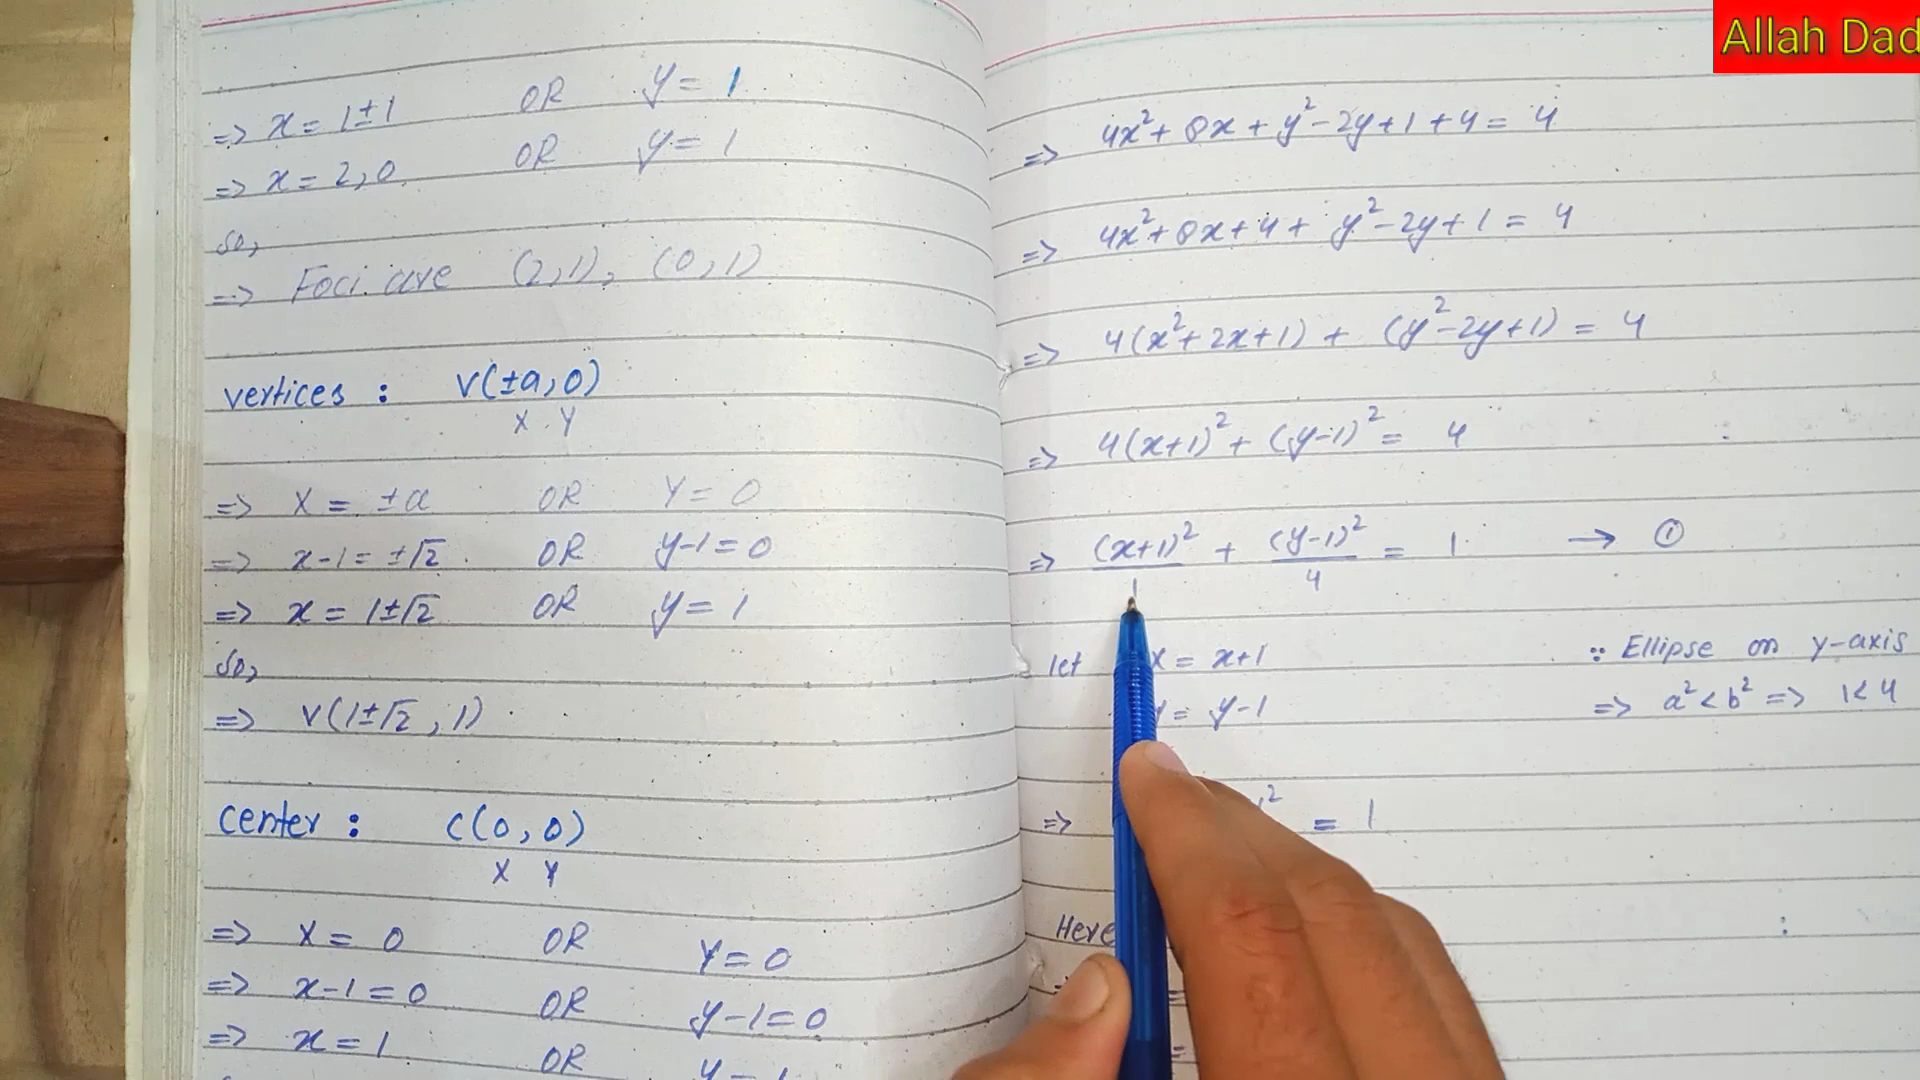 => x = 1±1 OR y = 1
=> x = 2,0 OR y = 1
so,
=> Foci are (2,1), (0,1)
vertices : v(±a,0)
X Y
=> X = ±a OR Y = 0
=> x-1 = ±√2 OR y-1=0
=> x = 1±√2 OR y = 1
so,
=> v(1±√2, 1)
center : c(0,0)
X Y
=> X = 0 OR Y = 0
=> x-1=0 OR y-1=0
=> x = 1 OR
Allah Dad
=> 4x²+8x+y²-2y+1+4= 4
=> 4x²+8x+4+ y²-2y+1 = 4
=> 4(x²+2x+1) + (y²-2y+1) = 4
=> 4(x+1)²+ (y-1)² = 4
=> (x+1)²/1 + (y-1)²/4 = 1 → ①
let X = x+1 :: Ellipse on y-axis
= y-1 => a²<b² => 1<4
=> ² = 1
Here